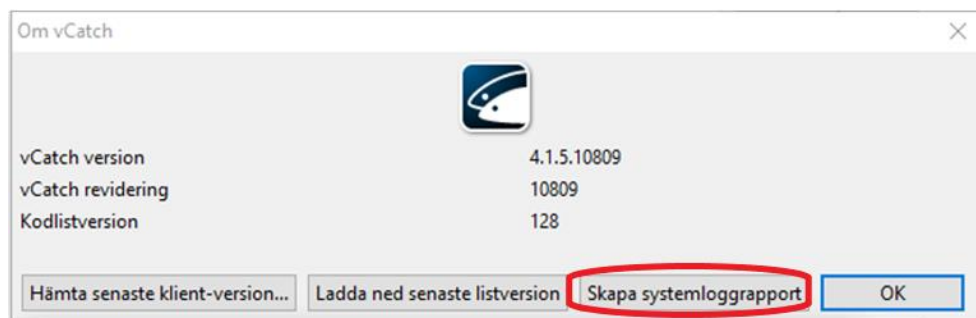 Om vCatch
vCatch version 4.1.5.10809
vCatch revidering 10809
Kodlistversion 128
Hämta senaste klient-version... Ladda ned senaste listversion Skapa systemloggrapport OK